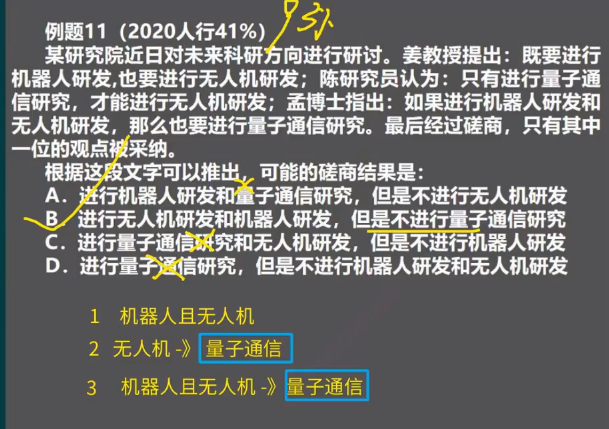 例题11（2020人行41%）
某研究院近日对未来科研方向进行研讨。姜教授提出：既要进行
机器人研发,也要进行无人机研发；陈研究员认为：只有进行量子通
信研究，才能进行无人机研发；孟博士指出：如果进行机器人研发和
无人机研发，那么也要进行量子通信研究。最后经过磋商，只有其中
一位的观点被采纳。
根据这段文字可以推出，可能的磋商结果是：
A．进行机器人研发和量子通信研究，但是不进行无人机研发
B．进行无人机研发和机器人研发，但是不进行量子通信研究
C．进行量子通信研究和无人机研发，但是不进行机器人研发
D．进行量子通信研究，但是不进行机器人研发和无人机研发
1 机器人且无人机
2 无人机 -》 量子通信
3 机器人且无人机 -》 量子通信